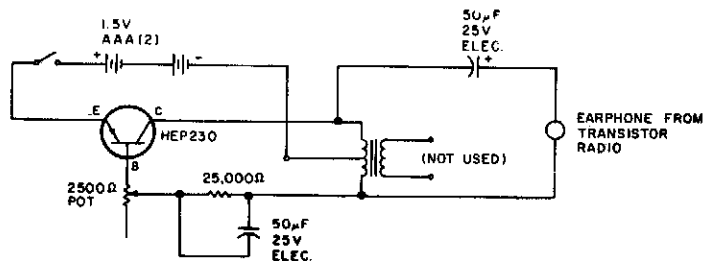 1.5V
AAA(2)
+
-
50µF
25V
ELEC.
+
E
C
HEP230
B
EARPHONE FROM
TRANSISTOR
RADIO
(NOT USED)
2500Ω
POT
25,000Ω
50µF
25V
ELEC.